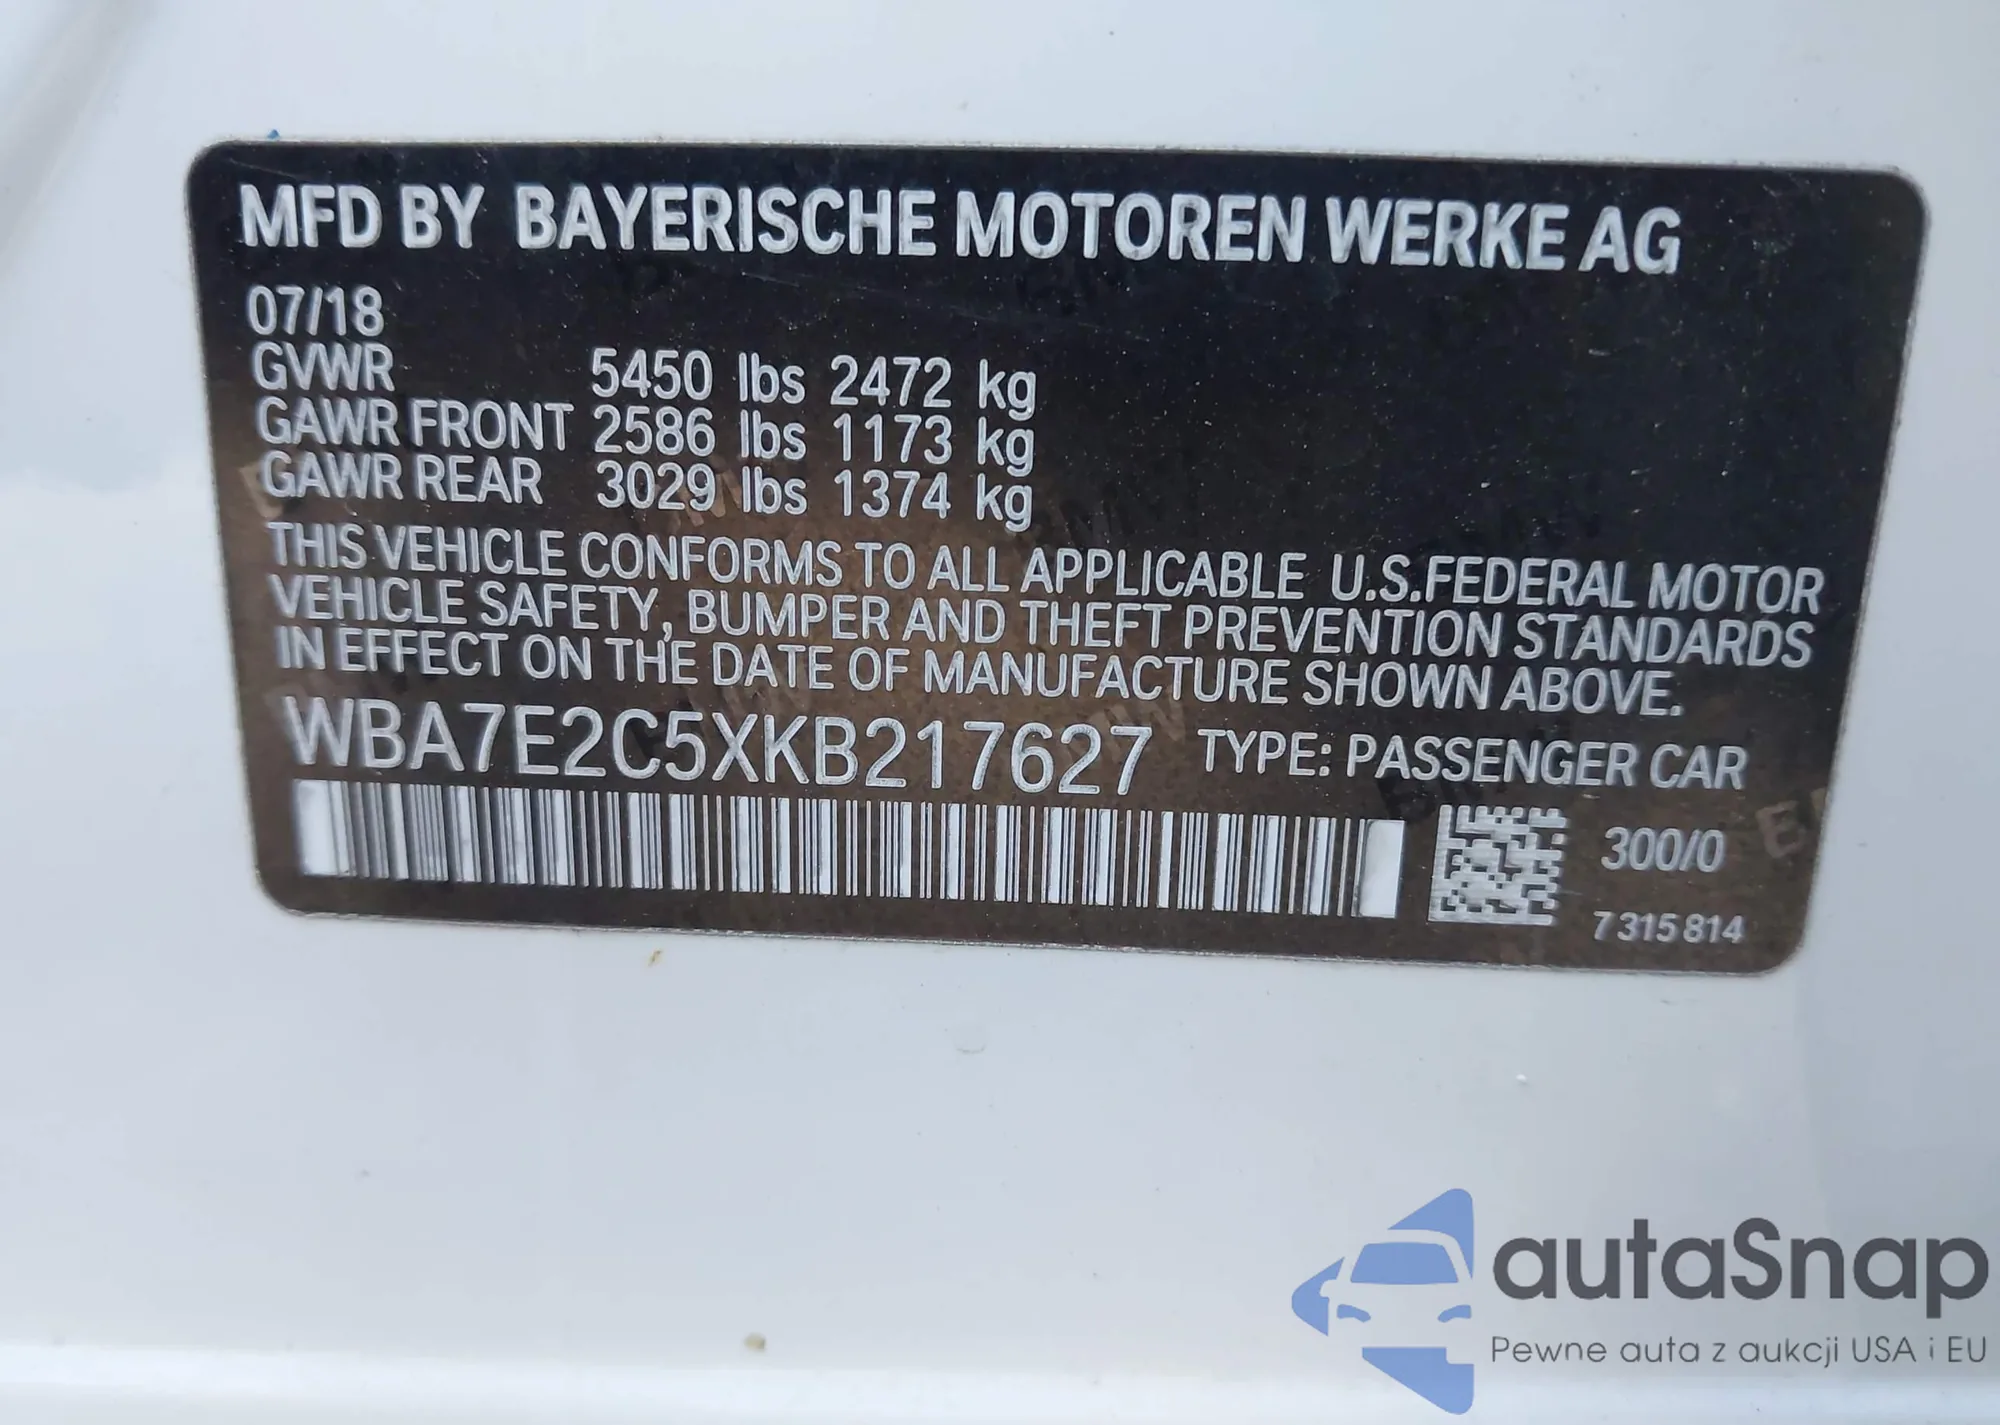 MFD BY BAYERISCHE MOTOREN WERKE AG
07/18
GVWR 5450 lbs 2472 kg
GAWR FRONT 2586 lbs 1173 kg
GAWR REAR 3029 lbs 1374 kg
THIS VEHICLE CONFORMS TO ALL APPLICABLE U.S.FEDERAL MOTOR
VEHICLE SAFETY, BUMPER AND THEFT PREVENTION STANDARDS
IN EFFECT ON THE DATE OF MANUFACTURE SHOWN ABOVE.
WBA7E2C5XKB217627 TYPE: PASSENGER CAR
300/0
7 315 814
autaSnap
Pewne auta z aukcji USA i EU